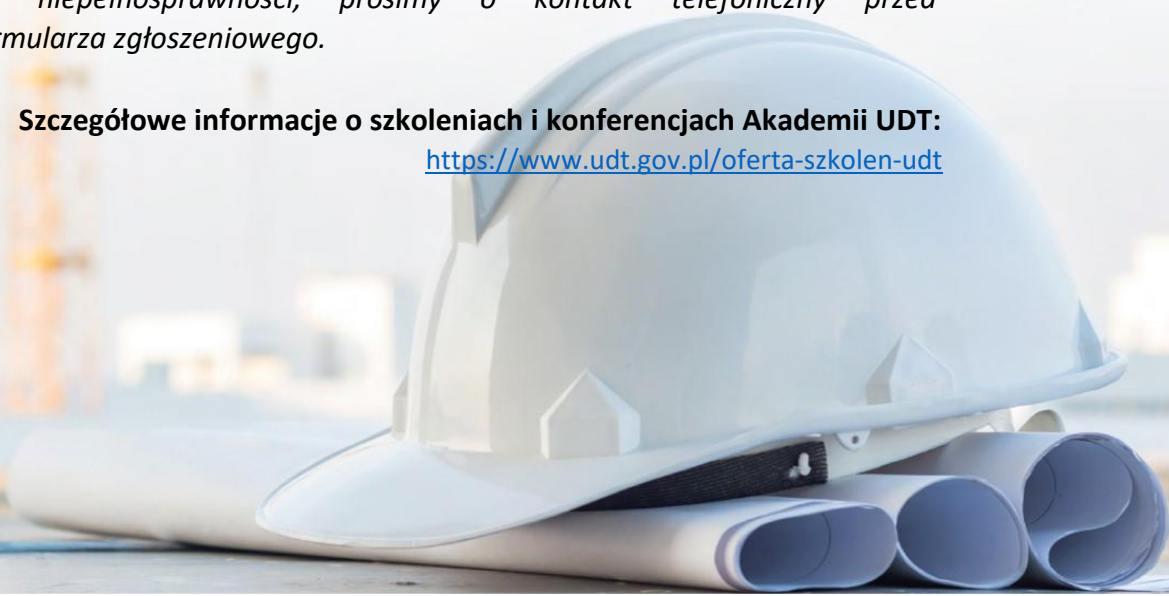 niepełnosprawności, prosimy o kontakt telefoniczny przed
zgłoszeniowego.
Szczegółowe informacje o szkoleniach i konferencjach Akademii UDT:
https://www.udt.gov.pl/oferta-szkolen-udt